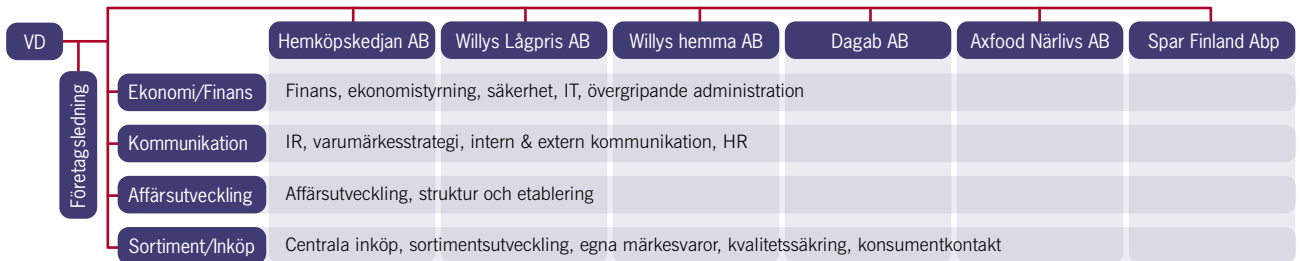 VD
Hemköpskedjan AB
Willys Lågpris AB
Willys hemma AB
Dagab AB
Axfood Närlivs AB
Spar Finland Abp
Företagsledning
Ekonomi/Finans
Finans, ekonomistyrning, säkerhet, IT, övergripande administration
Kommunikation
IR, varumärkesstrategi, intern & extern kommunikation, HR
Affärsutveckling
Affärsutveckling, struktur och etablering
Sortiment/Inköp
Centrala inköp, sortimentsutveckling, egna märkesvaror, kvalitetssäkring, konsumentkontakt